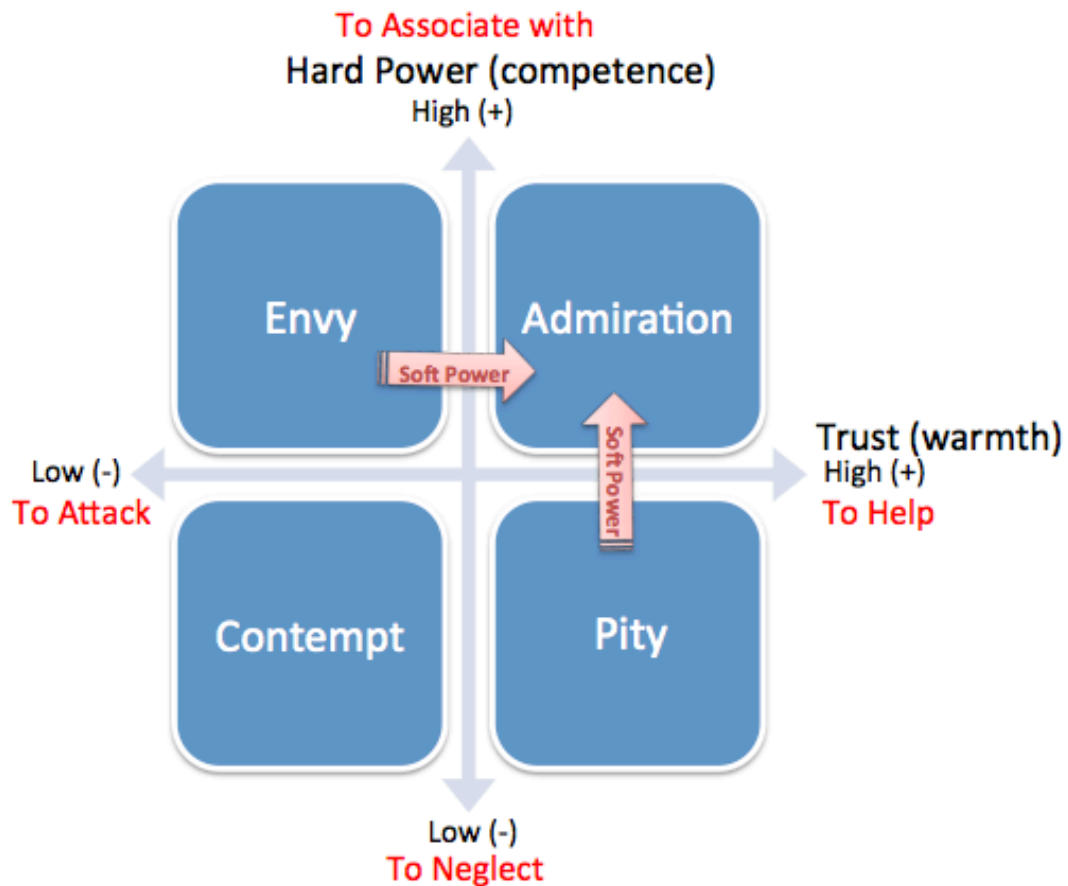 To Associate with
Hard Power (competence)
High (+)
Envy
Admiration
Soft Power
Soft Power
Trust (warmth)
Low (-)
High (+)
To Attack
To Help
Contempt
Pity
Low (-)
To Neglect